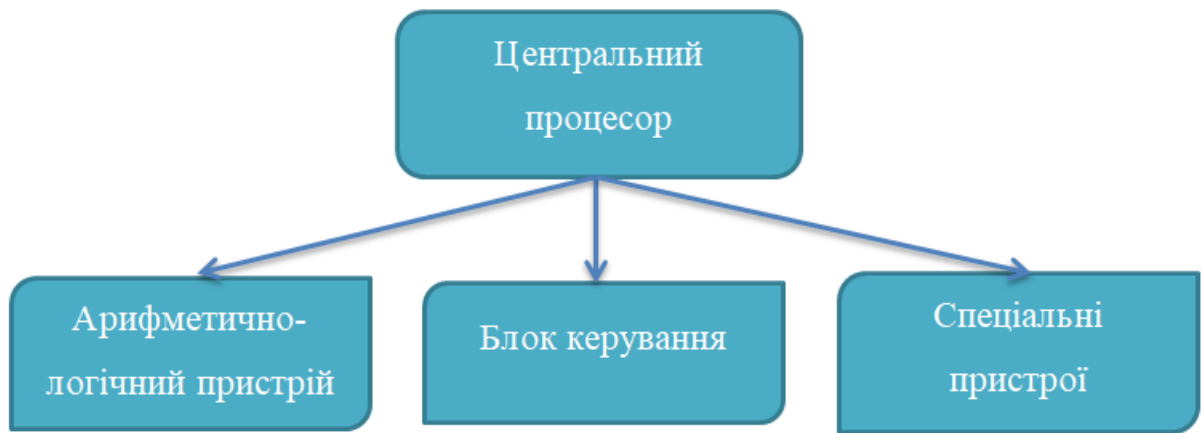 Центральний
процесор
Арифметично-
логічний пристрій
Блок керування
Спеціальні
пристрої